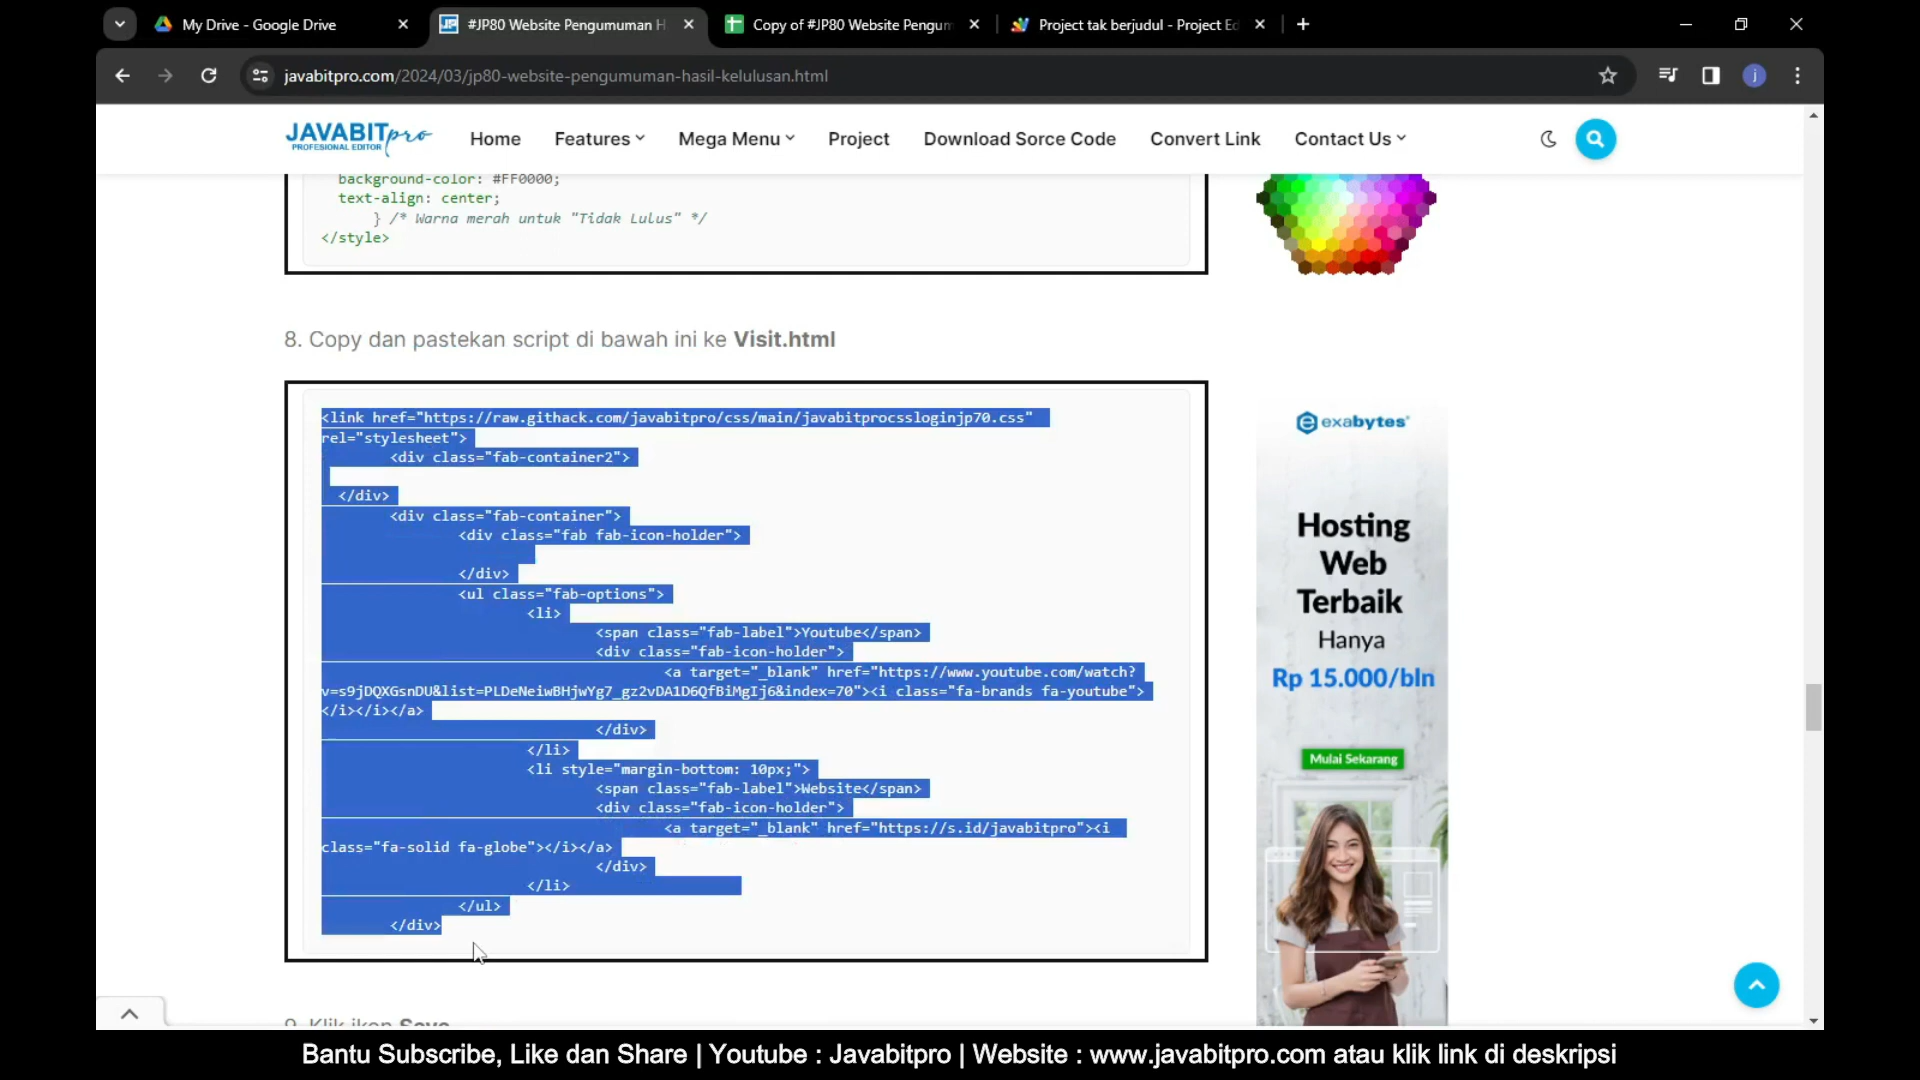 My Drive - Google Drive
#JP80 Website Pengumuman H
Copy of #JP80 Website Pengum
Project tak berjudul - Project Ed
javabitpro.com/2024/03/jp80-website-pengumuman-hasil-kelulusan.html
j
JAVABITpro
PROFESIONAL EDITOR
Home
Features
Mega Menu
Project
Download Sorce Code
Convert Link
Contact Us
background-color: #FF0000;
text-align: center;
} /* Warna merah untuk "Tidak Lulus" */
</style>
8. Copy dan pastekan script di bawah ini ke Visit.html
<link href="https://raw.githack.com/javabitpro/css/main/javabitprocssloginjp70.css"
rel="stylesheet">
<div class="fab-container2">
</div>
<div class="fab-container">
<div class="fab fab-icon-holder">
</div>
<ul class="fab-options">
<li>
<span class="fab-label">Youtube</span>
<div class="fab-icon-holder">
<a target="_blank" href="https://www.youtube.com/watch?
v=s9jDQXGsnDU&list=PLDeNeiwBHjwYg7_gz2vDA1D6QfBiMgIj6&index=70"><i class="fa-brands fa-youtube">
</i></i></a>
</div>
</li>
<li style="margin-bottom: 10px;">
<span class="fab-label">Website</span>
<div class="fab-icon-holder">
<a target="_blank" href="https://s.id/javabitpro"><i
class="fa-solid fa-globe"></i></a>
</div>
</li>
</ul>
</div>
exabytes
Hosting
Web
Terbaik
Hanya
Rp 15.000/bln
Mulai Sekarang
9. Klik ikon Save
Bantu Subscribe, Like dan Share | Youtube : Javabitpro | Website : www.javabitpro.com atau klik link di deskripsi